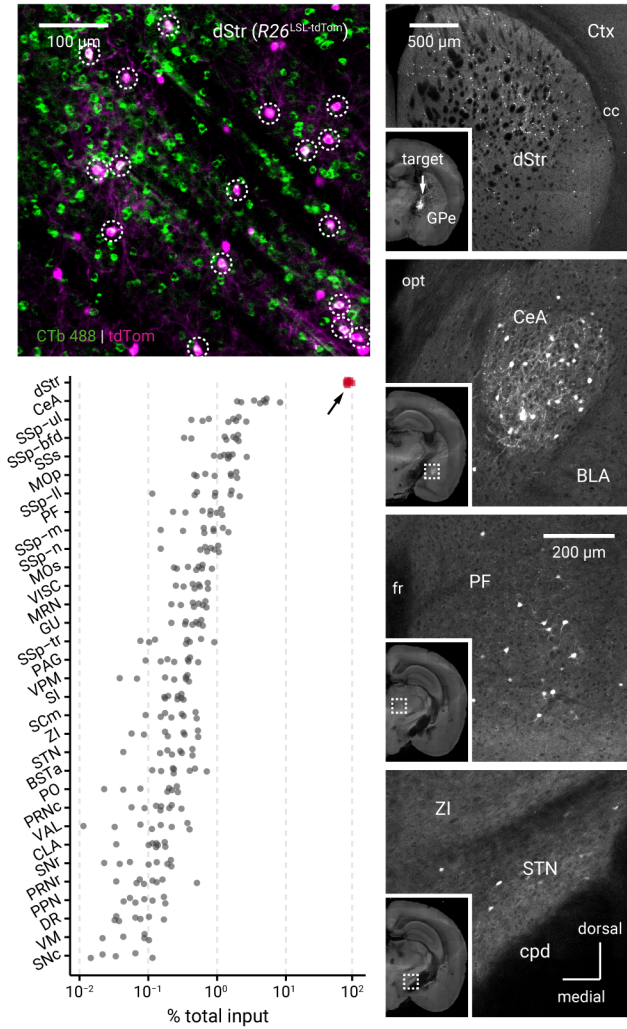 100 µm
dStr (R26LSL-tdTom)
CTb 488 | tdTom
500 µm
Ctx
cc
dStr
target
GPe
opt
CeA
BLA
200 µm
fr
PF
ZI
STN
cpd
dorsal
medial
dStr
CeA
SSp-ul
SSp-bfd
SSs
MOp
SSp-ll
PF
SSp-m
SSp-n
MOs
VISC
MRN
GU
SSp-tr
PAG
VPM
SI
SCm
ZI
STN
BSTa
PO
PRNc
VAL
CLA
SNr
PRNr
PPN
DR
VM
SNc
10⁻² 10⁻¹ 10⁰ 10¹ 10²
% total input